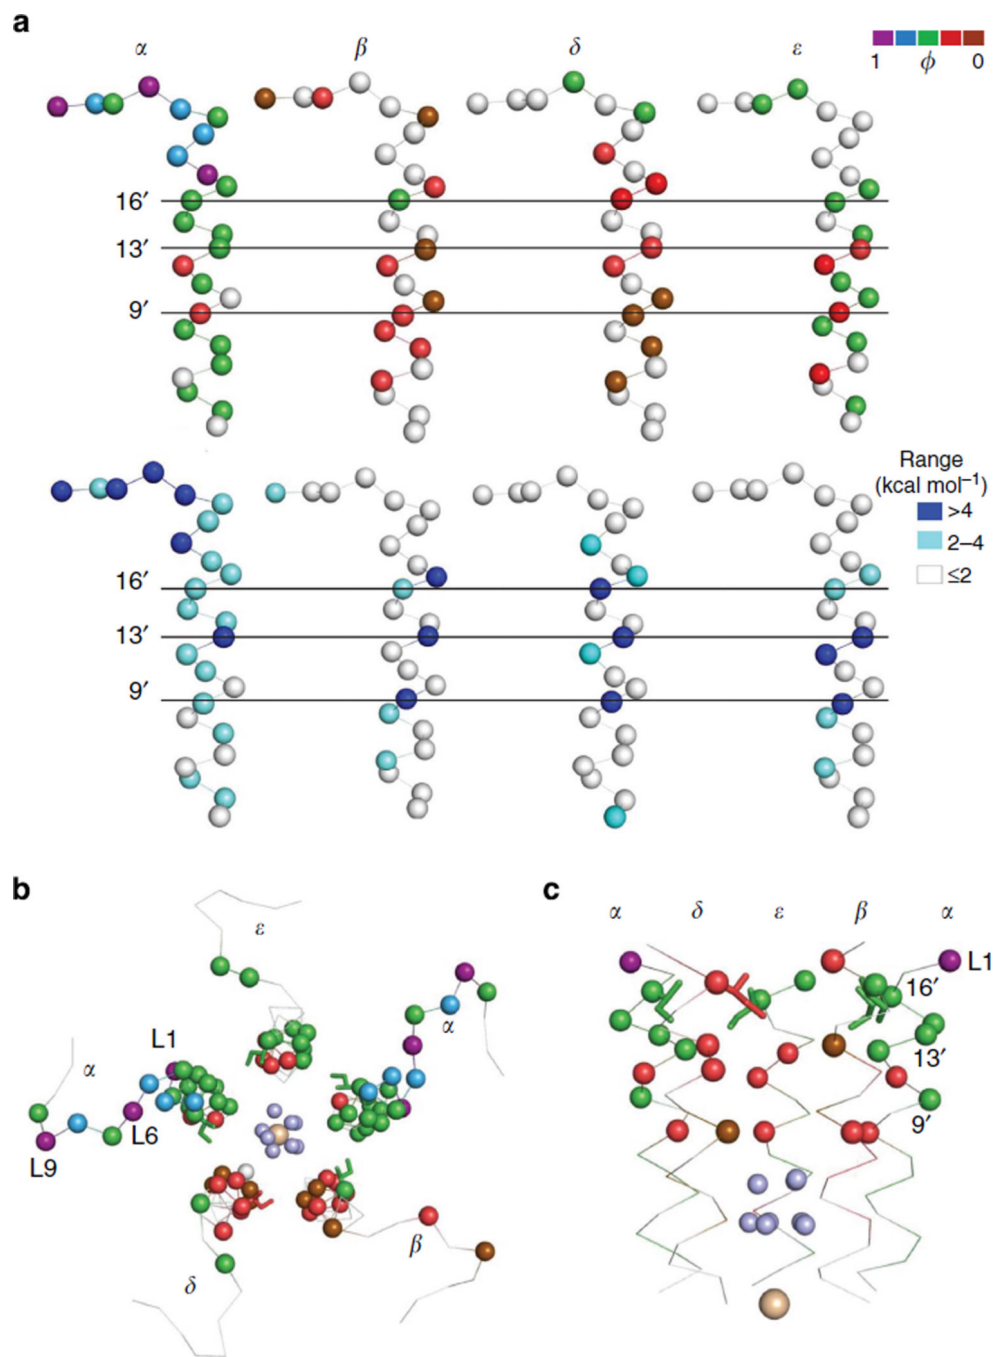 a
α β δ ε
1 ϕ 0
16′
13′
9′
Range
(kcal mol⁻¹)
>4
2–4
≤2
16′
13′
9′
b
ε
α
L1
α
L6
L9
β
δ
c
α δ ε β α
L1
16′
13′
9′